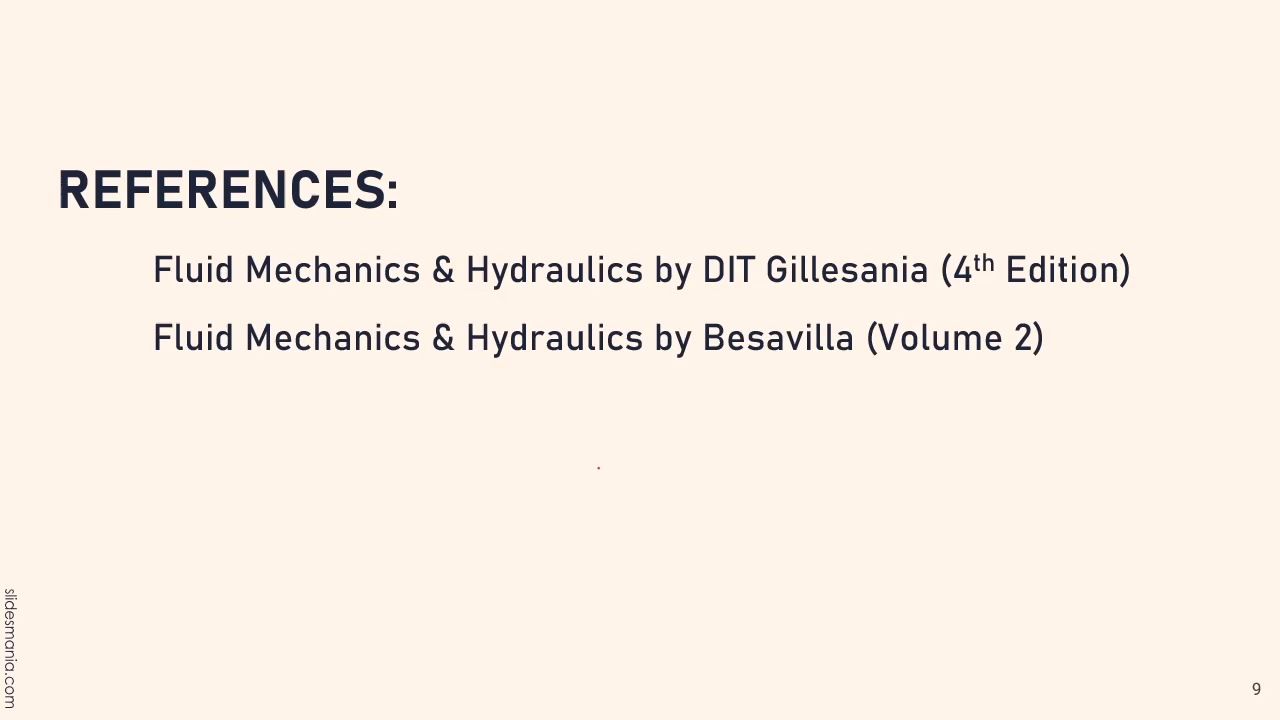 REFERENCES:
Fluid Mechanics & Hydraulics by DIT Gillesania (4th Edition)
Fluid Mechanics & Hydraulics by Besavilla (Volume 2)
slidesmania.com
9